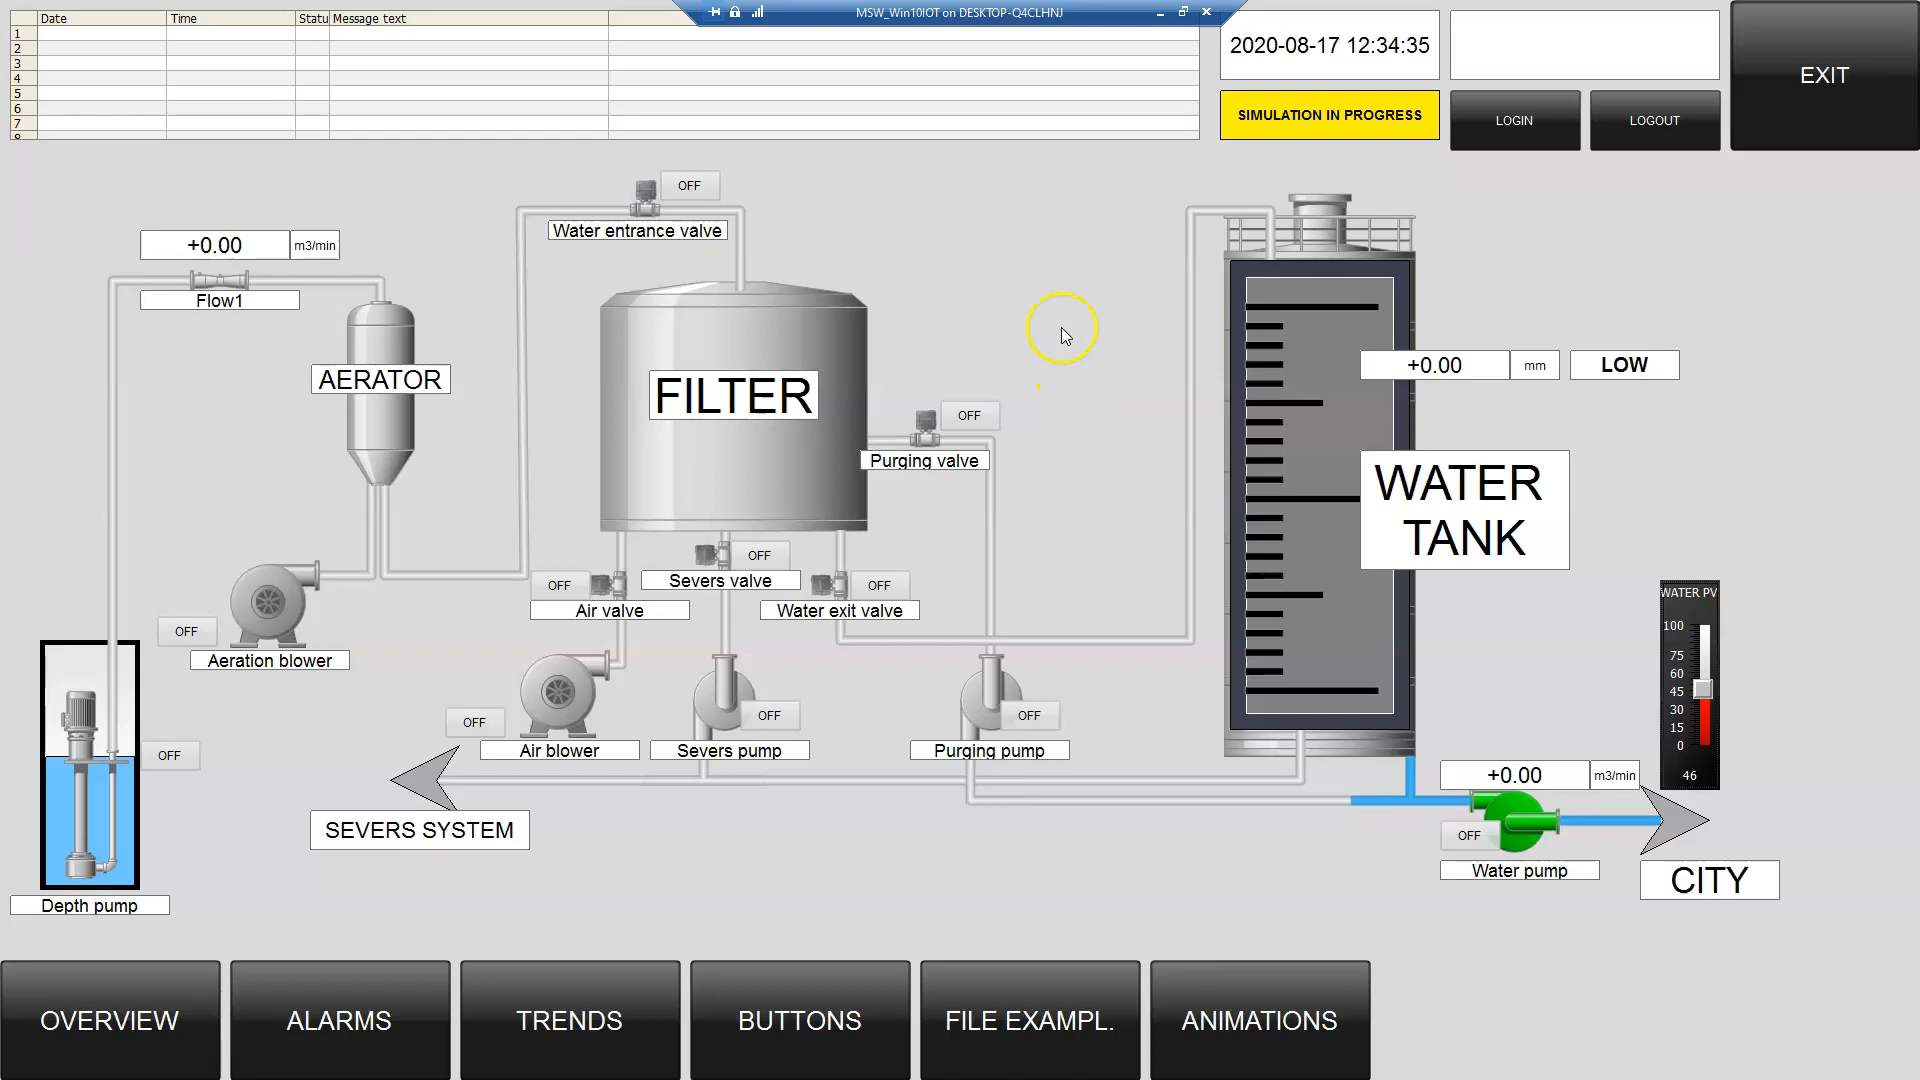 MSW_Win10IOT on DESKTOP-Q4CLHNJ
Date Time Statu Message text
1
2
3
4
5
6
7
8
2020-08-17 12:34:35
SIMULATION IN PROGRESS
LOGIN
LOGOUT
EXIT
OFF
Water entrance valve
+0.00 m3/min
Flow1
AERATOR
FILTER
OFF
Purging valve
+0.00 mm LOW
WATER
TANK
OFF
Severs valve
OFF
Air valve
OFF
Water exit valve
WATER PV
100
75
60
45
30
15
0
46
OFF
Aeration blower
OFF
Air blower
OFF
Severs pump
OFF
Purging pump
OFF
Depth pump
SEVERS SYSTEM
+0.00 m3/min
OFF
Water pump
CITY
OVERVIEW
ALARMS
TRENDS
BUTTONS
FILE EXAMPL.
ANIMATIONS